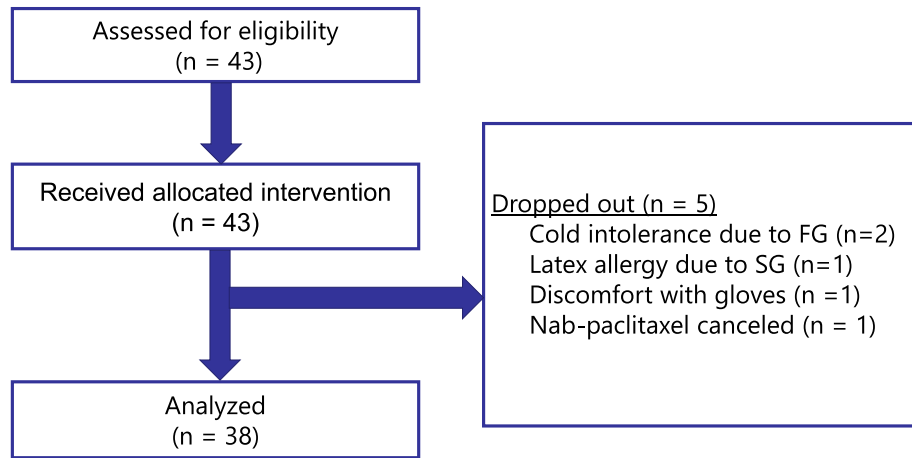 Assessed for eligibility
(n = 43)
Received allocated intervention
(n = 43)
Dropped out (n = 5)
Cold intolerance due to FG (n=2)
Latex allergy due to SG (n=1)
Discomfort with gloves (n =1)
Nab-paclitaxel canceled (n = 1)
Analyzed
(n = 38)